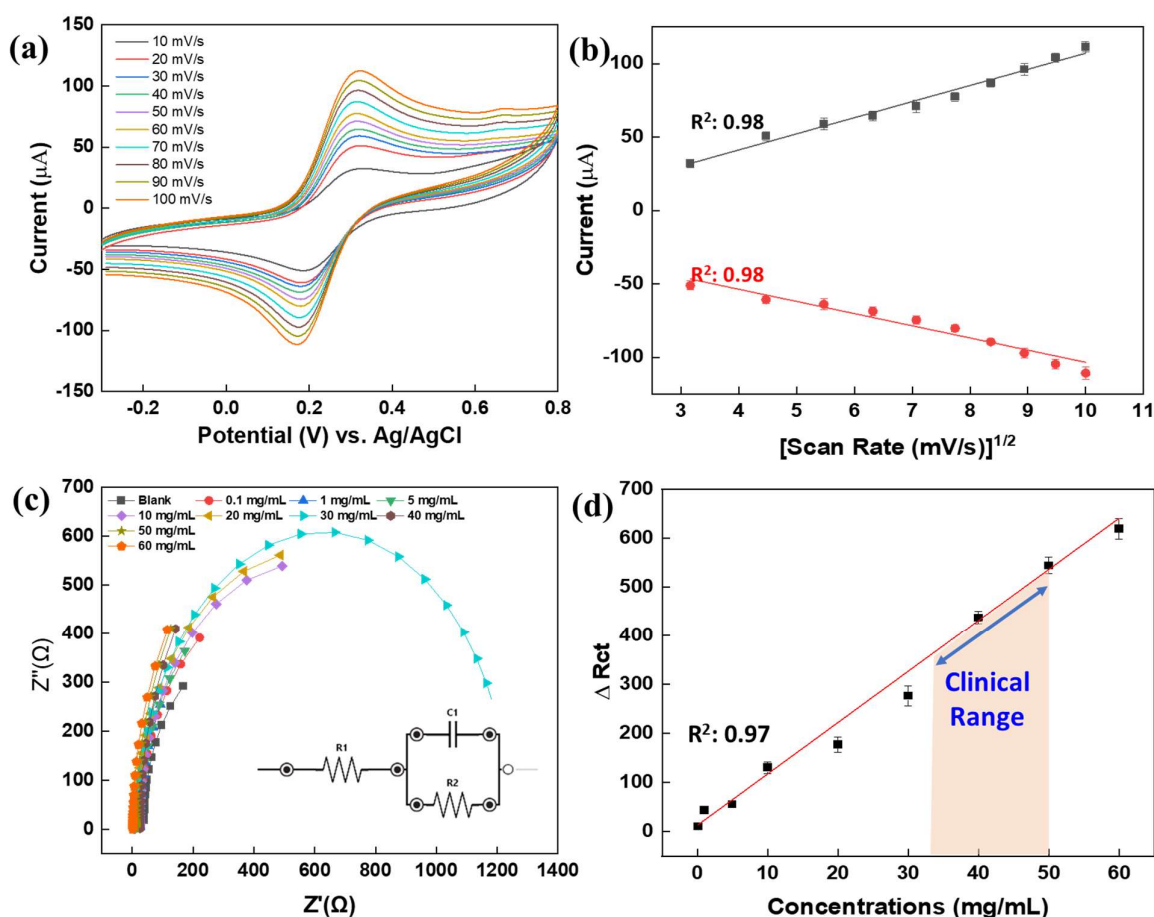 (a)
150
100
50
0
-50
-100
-150
Current (μA)
10 mV/s
20 mV/s
30 mV/s
40 mV/s
50 mV/s
60 mV/s
70 mV/s
80 mV/s
90 mV/s
100 mV/s
-0.2 0.0 0.2 0.4 0.6 0.8
Potential (V) vs. Ag/AgCl
(b)
100
50
0
-50
-100
Current (μA)
R²: 0.98
R²: 0.98
3 4 5 6 7 8 9 10 11
[Scan Rate (mV/s)]1/2
(c)
700
600
500
400
300
200
100
0
Z''(Ω)
Blank 0.1 mg/mL 1 mg/mL 5 mg/mL
10 mg/mL 20 mg/mL 30 mg/mL 40 mg/mL
50 mg/mL
60 mg/mL
C1
R1
R2
0 200 400 600 800 1000 1200 1400
Z'(Ω)
(d)
700
600
500
400
300
200
100
0
Δ Rct
R²: 0.97
Clinical
Range
0 10 20 30 40 50 60
Concentrations (mg/mL)